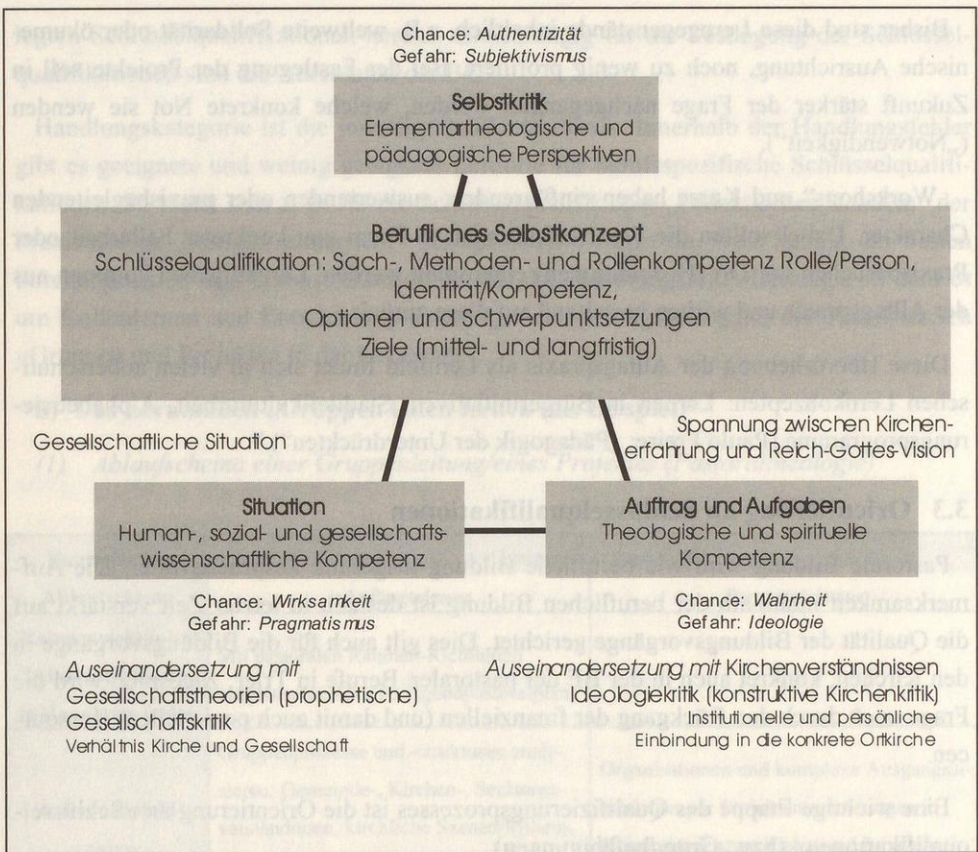 Chance: Authentizität
Gefahr: Subjektivismus
Selbstkritik
Elementartheologische und
pädagogische Perspektiven
Berufliches Selbstkonzept
Schlüsselqualifikation: Sach-, Methoden- und Rollenkompetenz Rolle/Person,
Identität/Kompetenz,
Optionen und Schwerpunktsetzungen
Ziele (mittel- und langfristig)
Gesellschaftliche Situation
Spannung zwischen Kirchen-
erfahrung und Reich-Gottes-Vision
Situation
Human-, sozial- und gesellschafts-
wissenschaftliche Kompetenz
Chance: Wirksamkeit
Gefahr: Pragmatismus
Auseinandersetzung mit
Gesellschaftstheorien (prophetische)
Gesellschaftskritik
Verhältnis Kirche und Gesellschaft
Auftrag und Aufgaben
Theologische und spirituelle
Kompetenz
Chance: Wahrheit
Gefahr: Ideologie
Auseinandersetzung mit Kirchenverständnissen
Ideologiekritik (konstruktive Kirchenkritik)
Institutionelle und persönliche
Einbindung in die konkrete Ortkirche